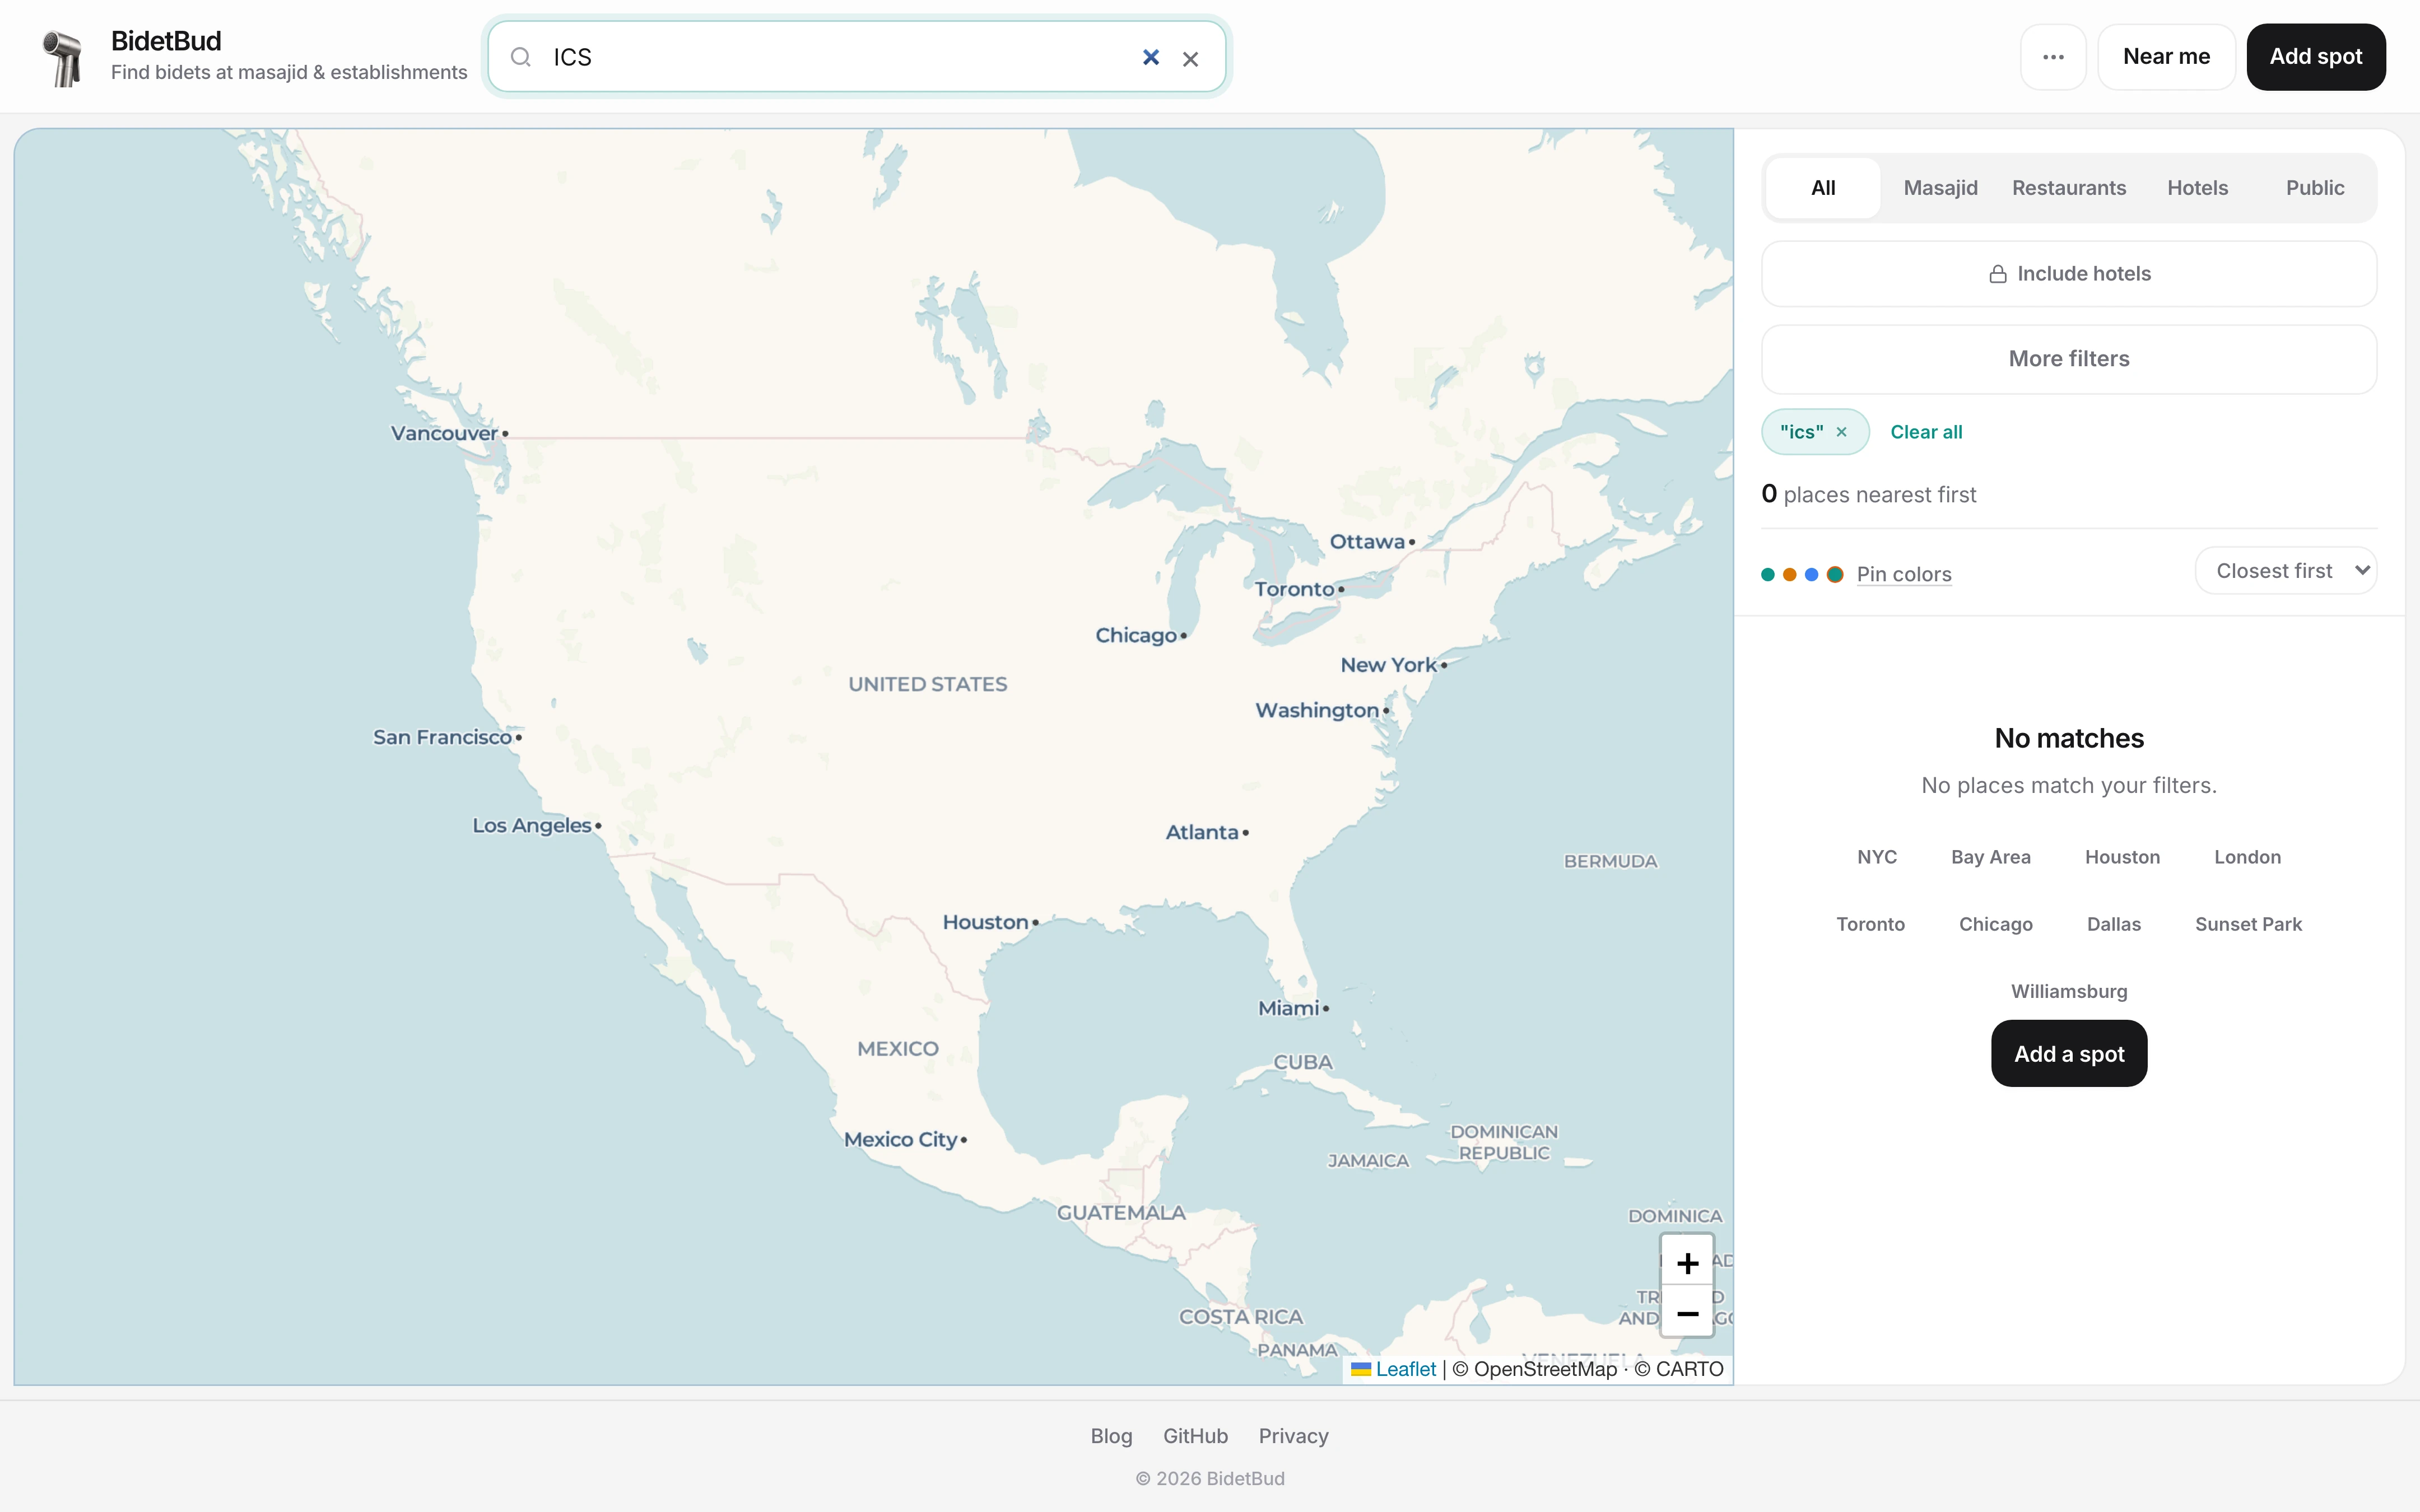 BidetBud
Find bidets at masajid & establishments
ICS
Near me
Add spot
Vancouver
Ottawa
Toronto
Chicago
New York
UNITED STATES
Washington
San Francisco
Los Angeles
Atlanta
BERMUDA
Houston
Miami
MEXICO
CUBA
Mexico City
DOMINICAN
REPUBLIC
JAMAICA
GUATEMALA
DOMINICA
COSTA RICA
PANAMA
VENEZUELA
+
−
Leaflet | © OpenStreetMap · © CARTO
All
Masajid
Restaurants
Hotels
Public
Include hotels
More filters
"ics" ×
Clear all
0 places nearest first
Pin colors
Closest first
No matches
No places match your filters.
NYC
Bay Area
Houston
London
Toronto
Chicago
Dallas
Sunset Park
Williamsburg
Add a spot
Blog
GitHub
Privacy
© 2026 BidetBud